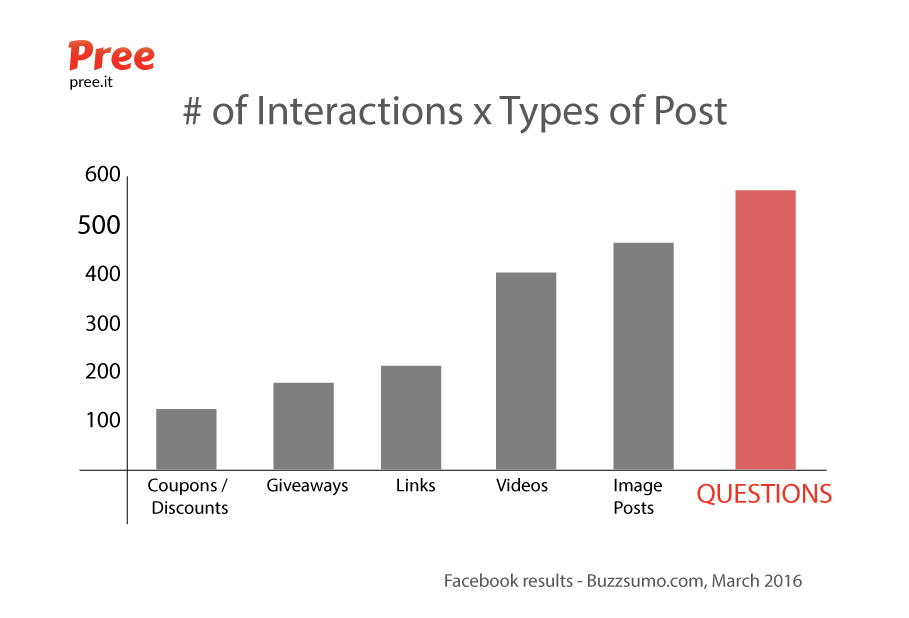 Pree
pree.it
# of Interactions x Types of Post
600
500
400
300
200
100
Coupons /
Discounts
Giveaways
Links
Videos
Image
Posts
QUESTIONS
Facebook results - Buzzsumo.com, March 2016